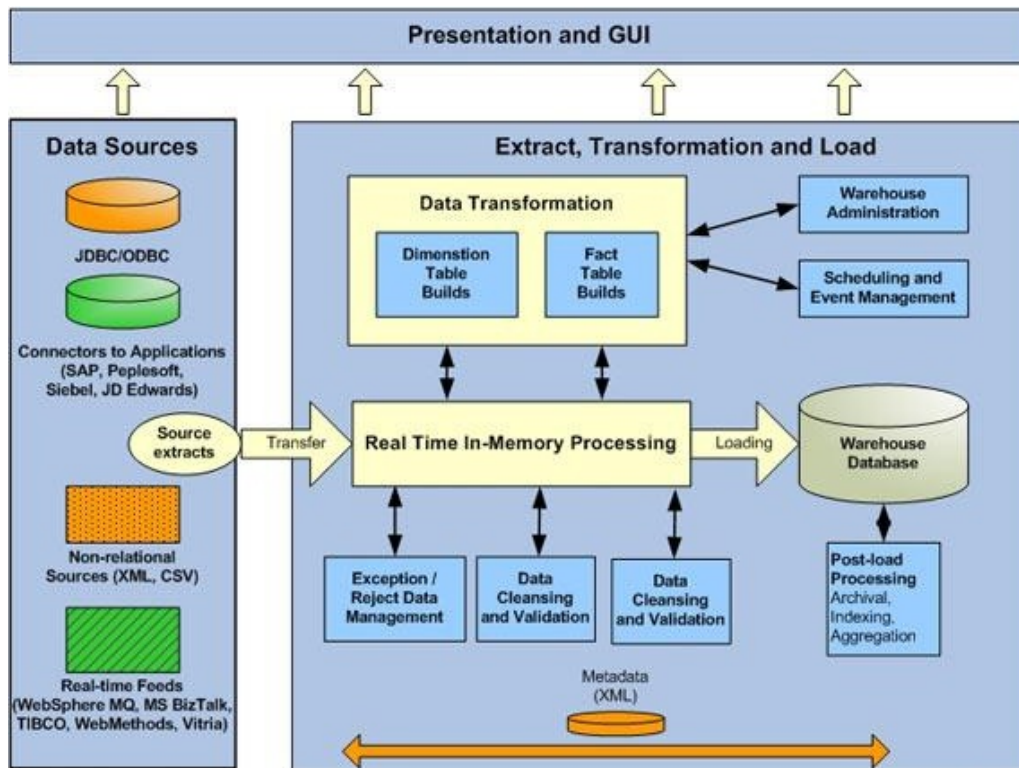 Presentation and GUI
Data Sources
JDBC/ODBC
Connectors to Applications
(SAP, Peplesoft,
Siebel, JD Edwards)
Source
extracts
Transfer
Non-relational
Sources (XML, CSV)
Real-time Feeds
(WebSphere MQ, MS BizTalk,
TIBCO, WebMethods, Vitria)
Extract, Transformation and Load
Data Transformation
Dimenstion
Table
Builds
Fact
Table
Builds
Warehouse
Administration
Scheduling and
Event Management
Real Time In-Memory Processing
Loading
Warehouse
Database
Exception /
Reject Data
Management
Data
Cleansing
and Validation
Data
Cleansing
and Validation
Post-load
Processing
Archival,
Indexing,
Aggregation
Metadata
(XML)